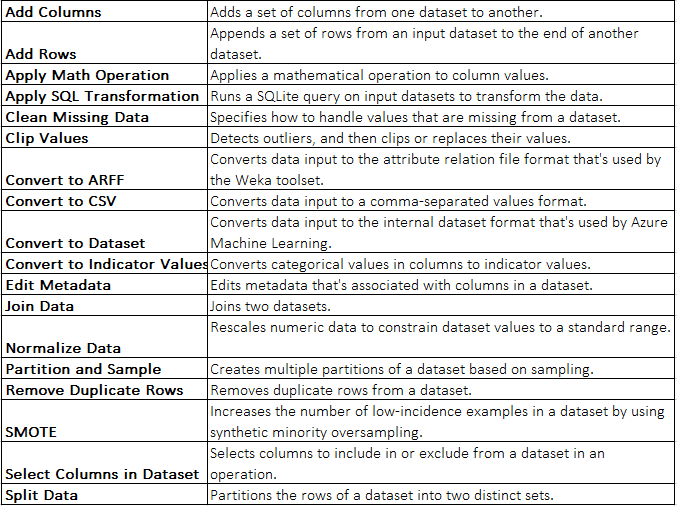 Add Columns Adds a set of columns from one dataset to another.
Appends a set of rows from an input dataset to the end of another
Add Rows dataset.
Apply Math Operation Applies a mathematical operation to column values.
Apply SQL Transformation Runs a SQLite query on input datasets to transform the data.
Clean Missing Data Specifies how to handle values that are missing from a dataset.
Clip Values Detects outliers, and then clips or replaces their values.
Converts data input to the attribute relation file format that's used by
Convert to ARFF the Weka toolset.
Convert to CSV Converts data input to a comma-separated values format.
Converts data input to the internal dataset format that's used by Azure
Convert to Dataset Machine Learning.
Convert to Indicator Values Converts categorical values in columns to indicator values.
Edit Metadata Edits metadata that's associated with columns in a dataset.
Join Data Joins two datasets.
Rescales numeric data to constrain dataset values to a standard range.
Normalize Data
Partition and Sample Creates multiple partitions of a dataset based on sampling.
Remove Duplicate Rows Removes duplicate rows from a dataset.
Increases the number of low-incidence examples in a dataset by using
SMOTE synthetic minority oversampling.
Selects columns to include in or exclude from a dataset in an
Select Columns in Dataset operation.
Split Data Partitions the rows of a dataset into two distinct sets.